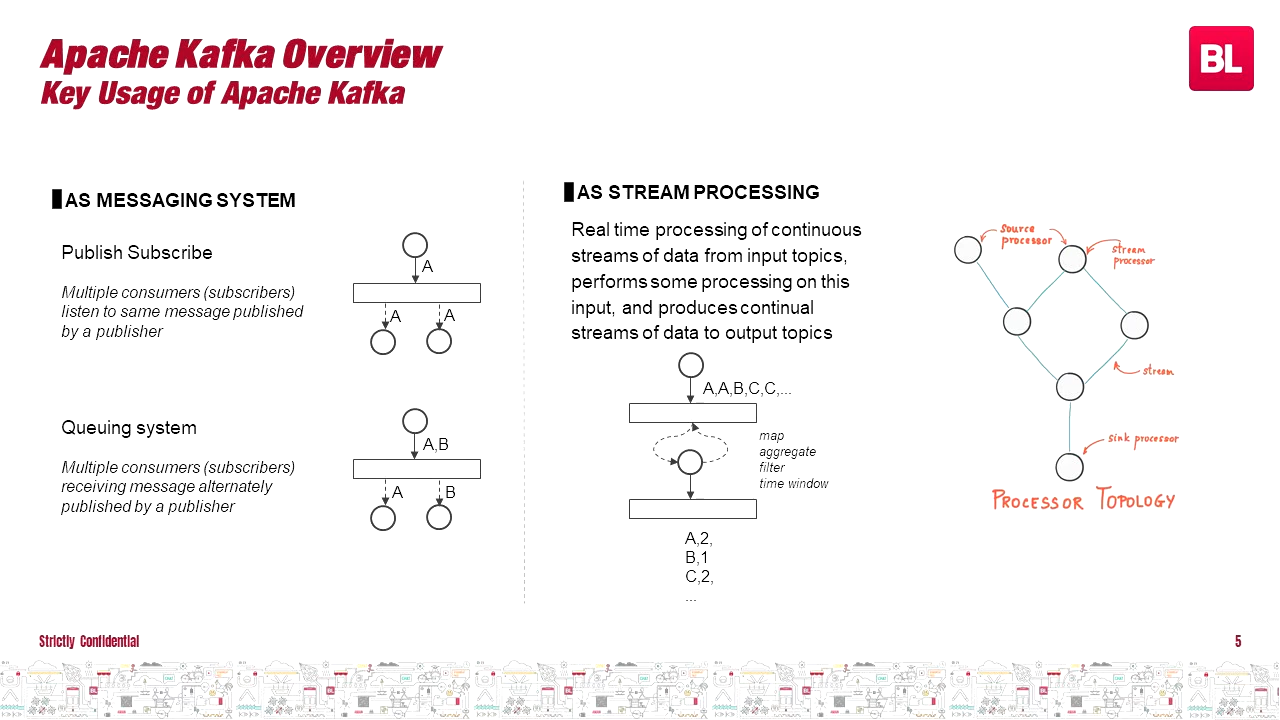 Apache Kafka Overview
Key Usage of Apache Kafka
BL
AS MESSAGING SYSTEM
Publish Subscribe
Multiple consumers (subscribers)
listen to same message published
by a publisher
A
A
A
Queuing system
Multiple consumers (subscribers)
receiving message alternately
published by a publisher
A,B
A
B
AS STREAM PROCESSING
Real time processing of continuous
streams of data from input topics,
performs some processing on this
input, and produces continual
streams of data to output topics
A,A,B,C,C,...
map
aggregate
filter
time window
A,2,
B,1
C,2,
...
source
processor
stream
processor
stream
sink processor
PROCESSOR TOPOLOGY
Strictly Confidential
5